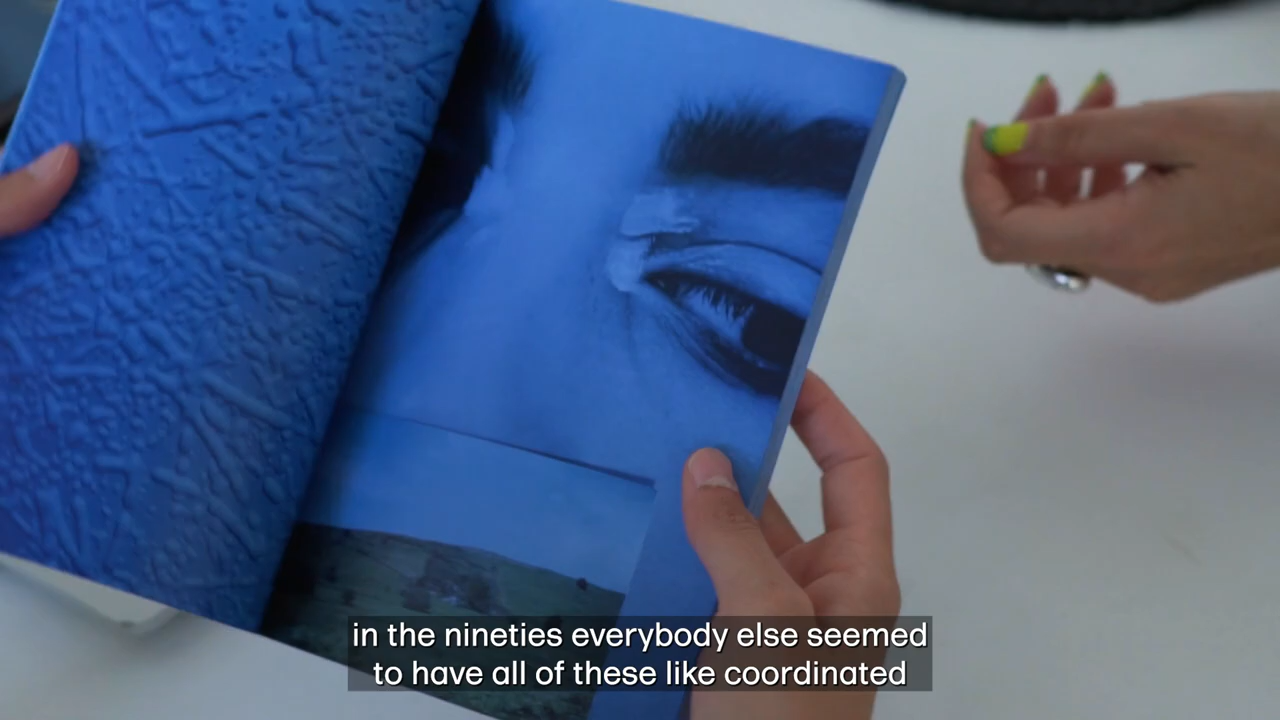 in the nineties everybody else seemed
to have all of these like coordinated